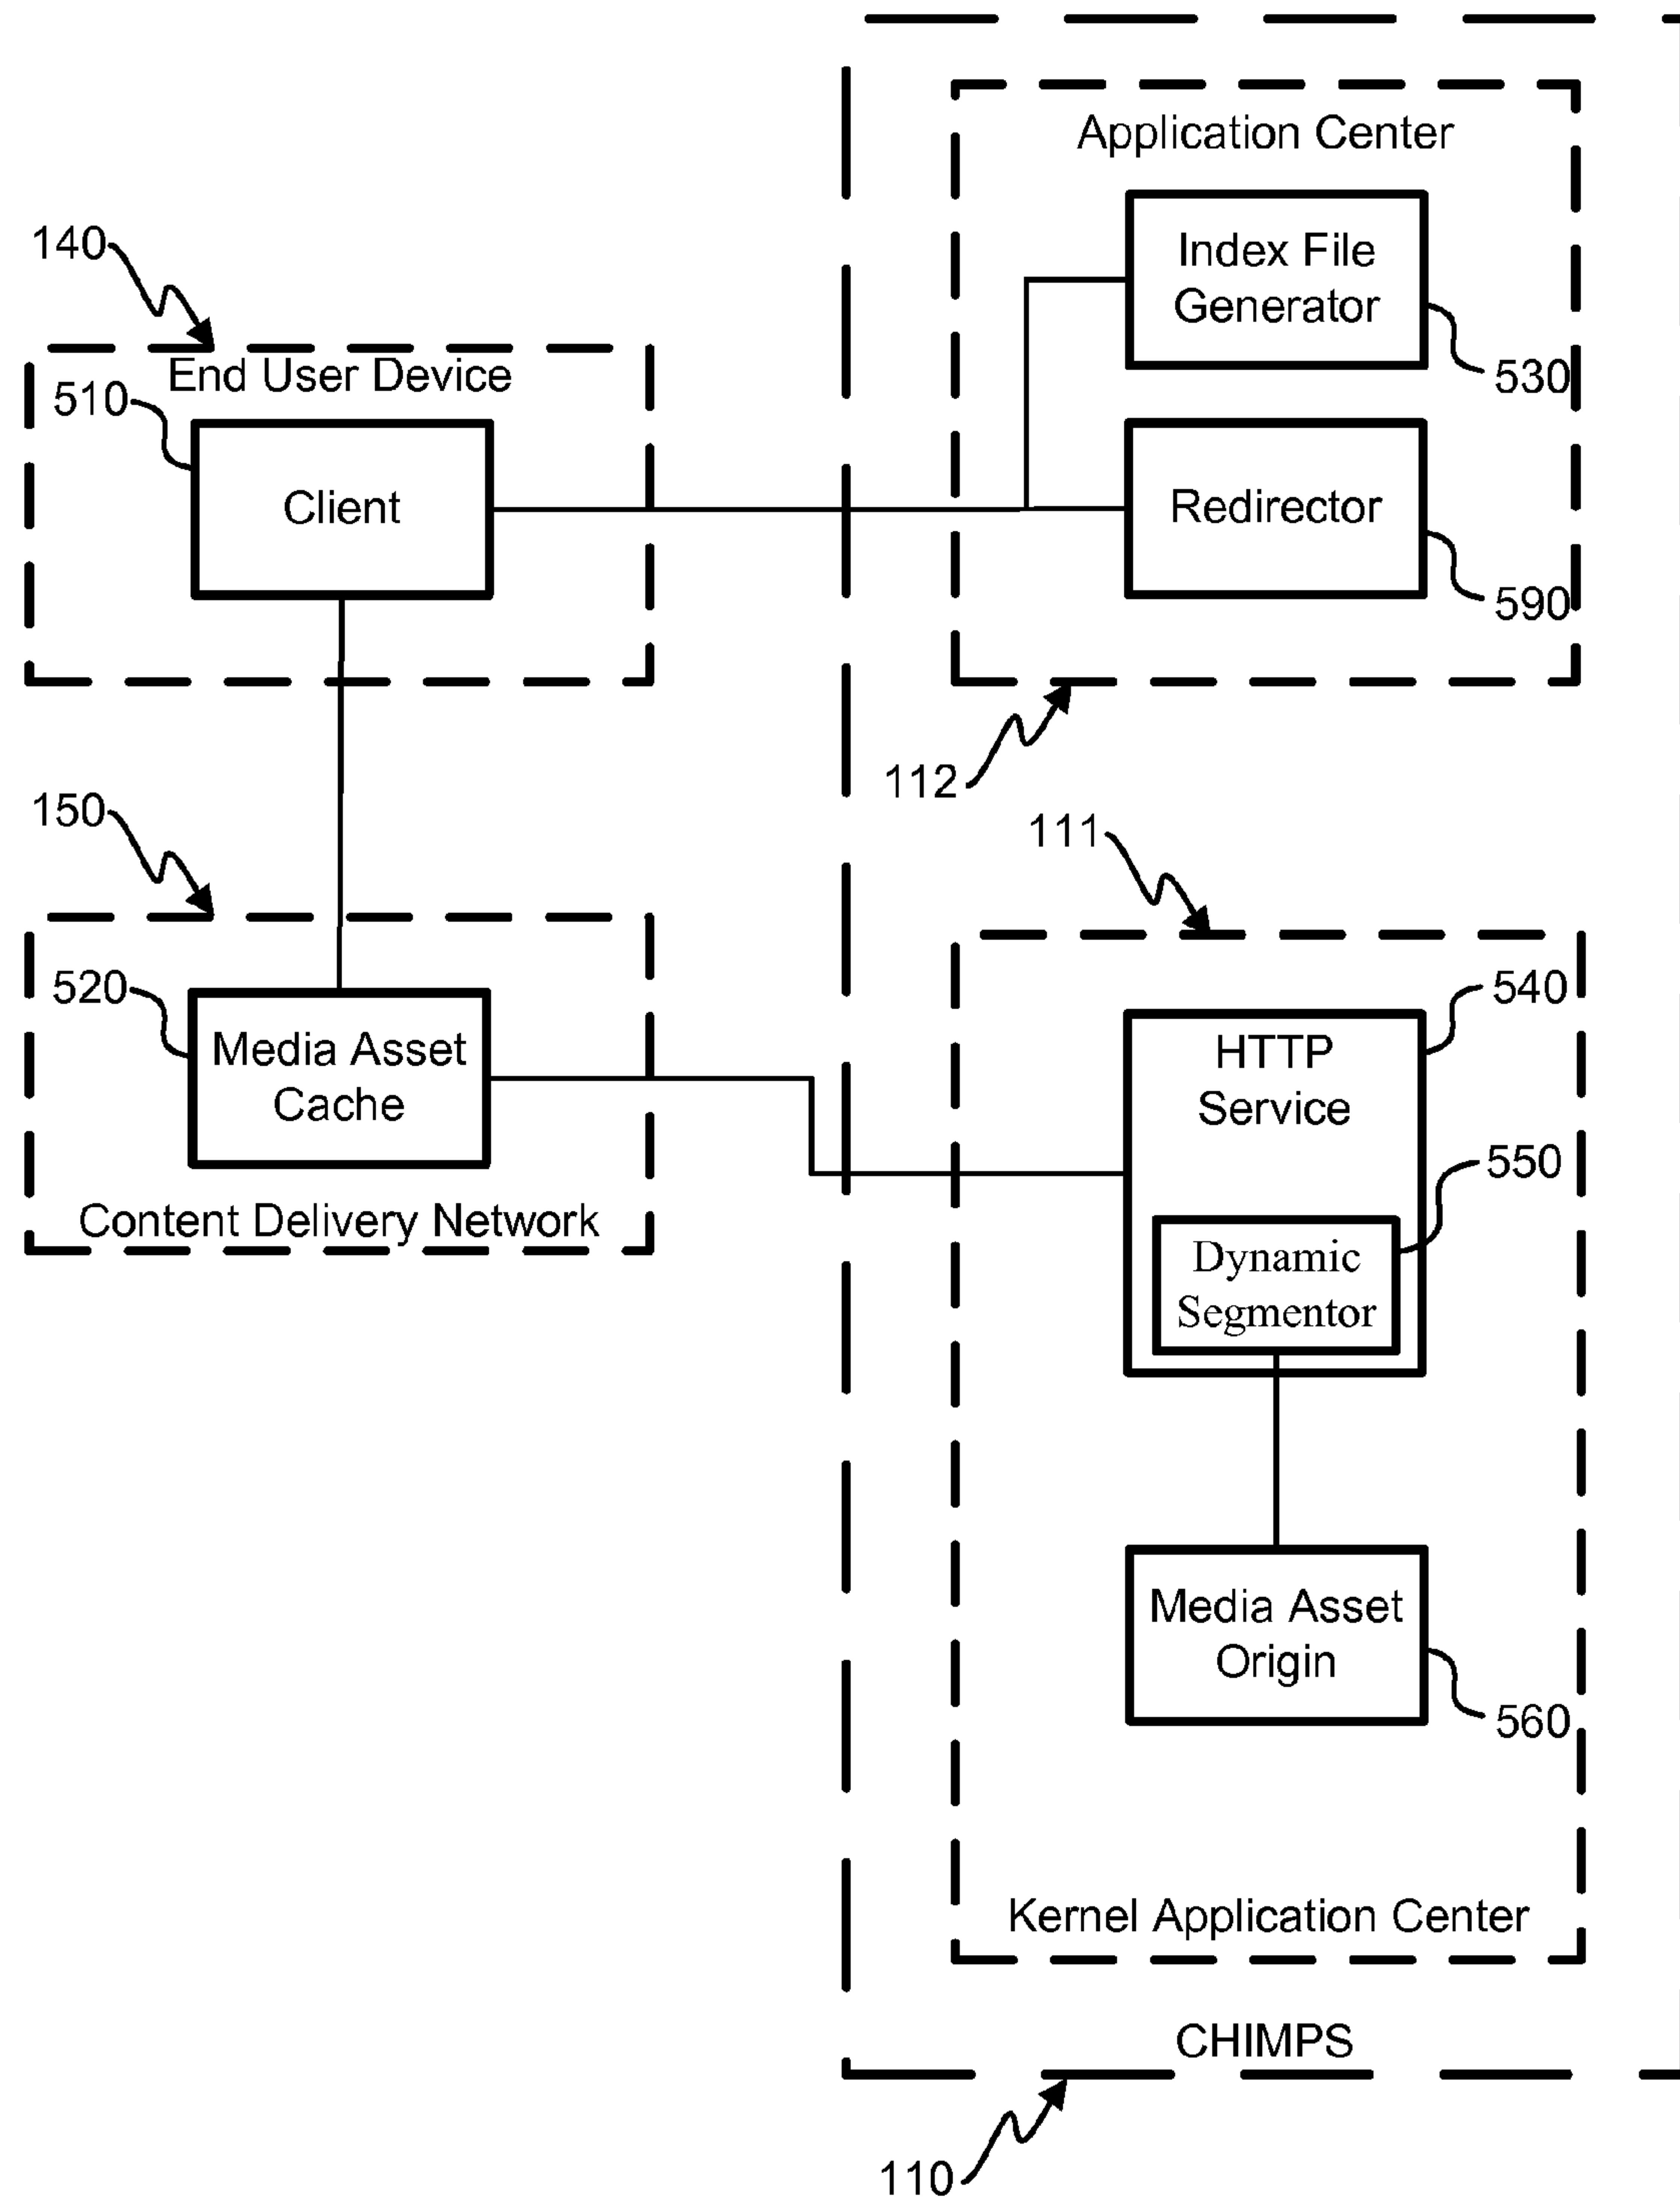 Application Center
Index File
Generator
530
Redirector
590
112
140
End User Device
510
Client
150
520
Media Asset
Cache
Content Delivery Network
111
540
HTTP
Service
550
Dynamic
Segmentor
Media Asset
Origin
560
Kernel Application Center
CHIMPS
110